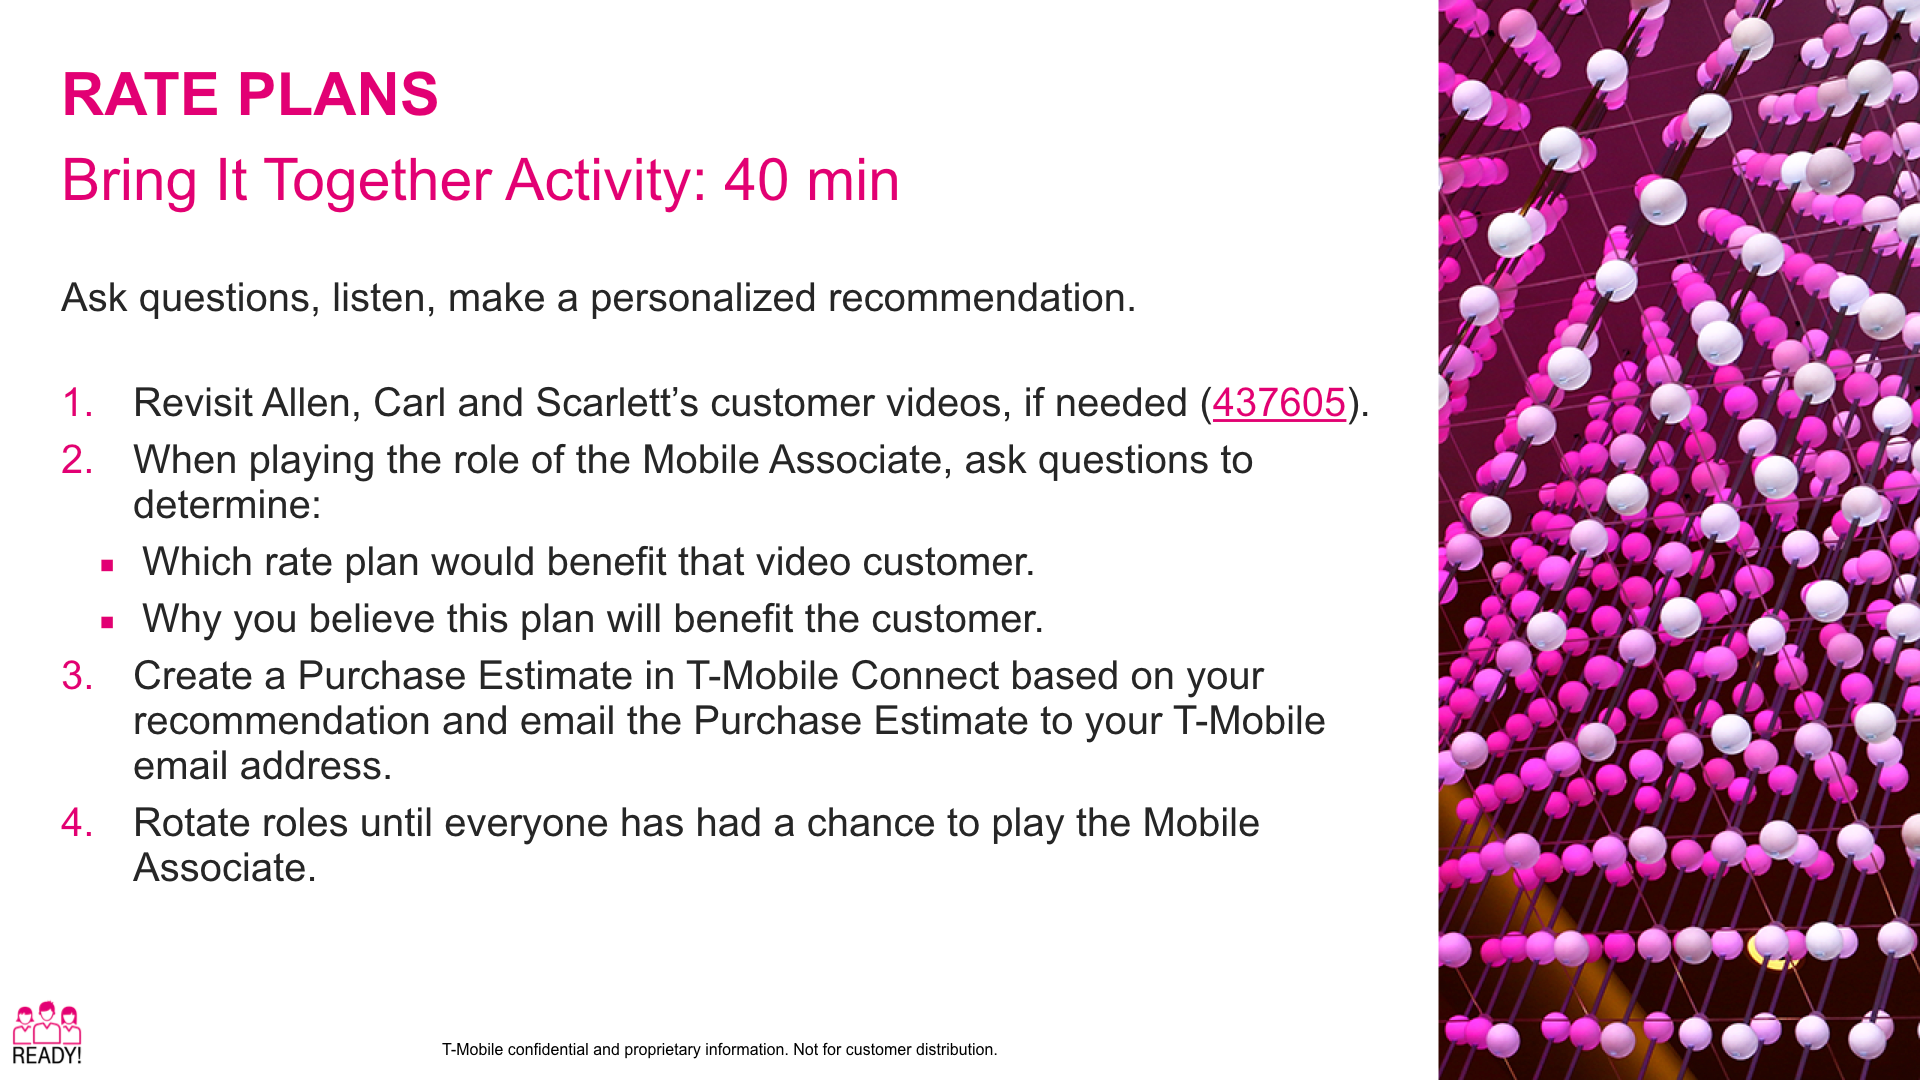 RATE PLANS
Bring It Together Activity: 40 min
Ask questions, listen, make a personalized recommendation.
1. Revisit Allen, Carl and Scarlett’s customer videos, if needed (437605).
2. When playing the role of the Mobile Associate, ask questions to
determine:
▪ Which rate plan would benefit that video customer.
▪ Why you believe this plan will benefit the customer.
3. Create a Purchase Estimate in T-Mobile Connect based on your
recommendation and email the Purchase Estimate to your T-Mobile
email address.
4. Rotate roles until everyone has had a chance to play the Mobile
Associate.
READY!
T-Mobile confidential and proprietary information. Not for customer distribution.